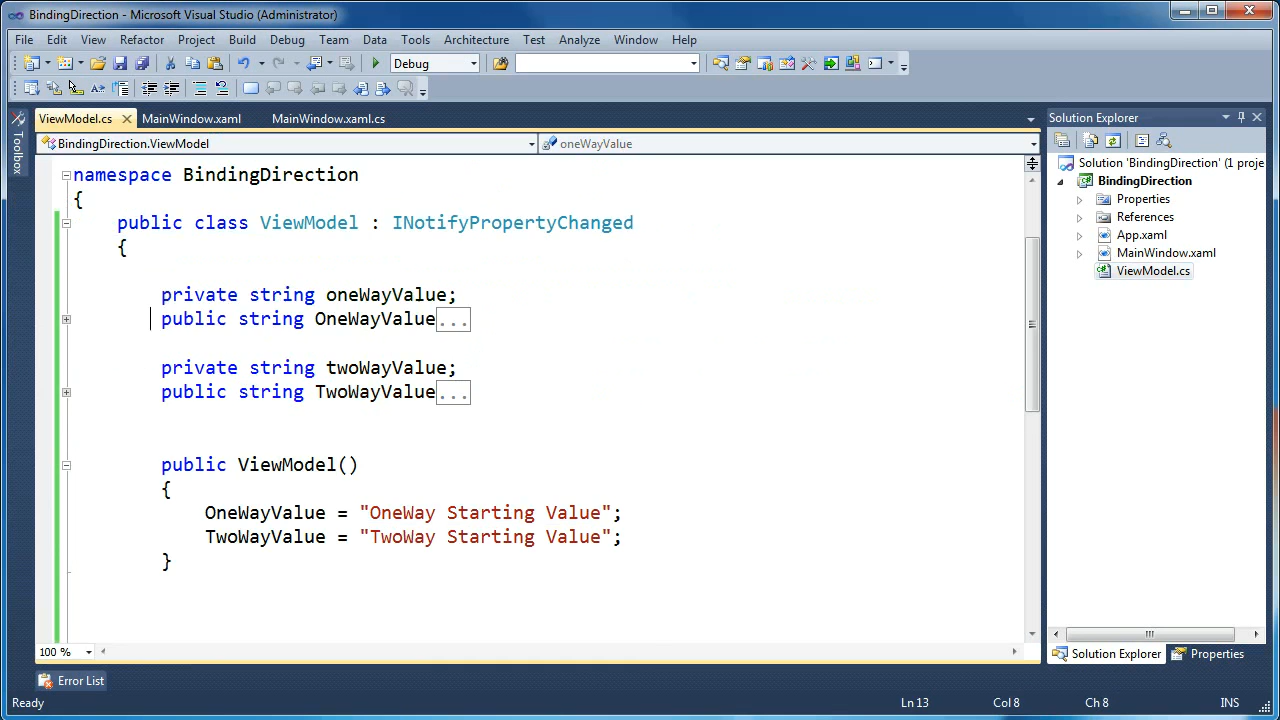 BindingDirection - Microsoft Visual Studio (Administrator)
File Edit View Refactor Project Build Debug Team Data Tools Architecture Test Analyze Window Help
Debug
ViewModel.cs MainWindow.xaml MainWindow.xaml.cs
BindingDirection.ViewModel oneWayValue
namespace BindingDirection
{
public class ViewModel : INotifyPropertyChanged
{
private string oneWayValue;
public string OneWayValue...
private string twoWayValue;
public string TwoWayValue...
public ViewModel()
{
OneWayValue = "OneWay Starting Value";
TwoWayValue = "TwoWay Starting Value";
}
100 %
Toolbox
Solution Explorer
Solution 'BindingDirection' (1 proje
BindingDirection
Properties
References
App.xaml
MainWindow.xaml
ViewModel.cs
Solution Explorer Properties
Error List
Ready Ln 13 Col 8 Ch 8 INS